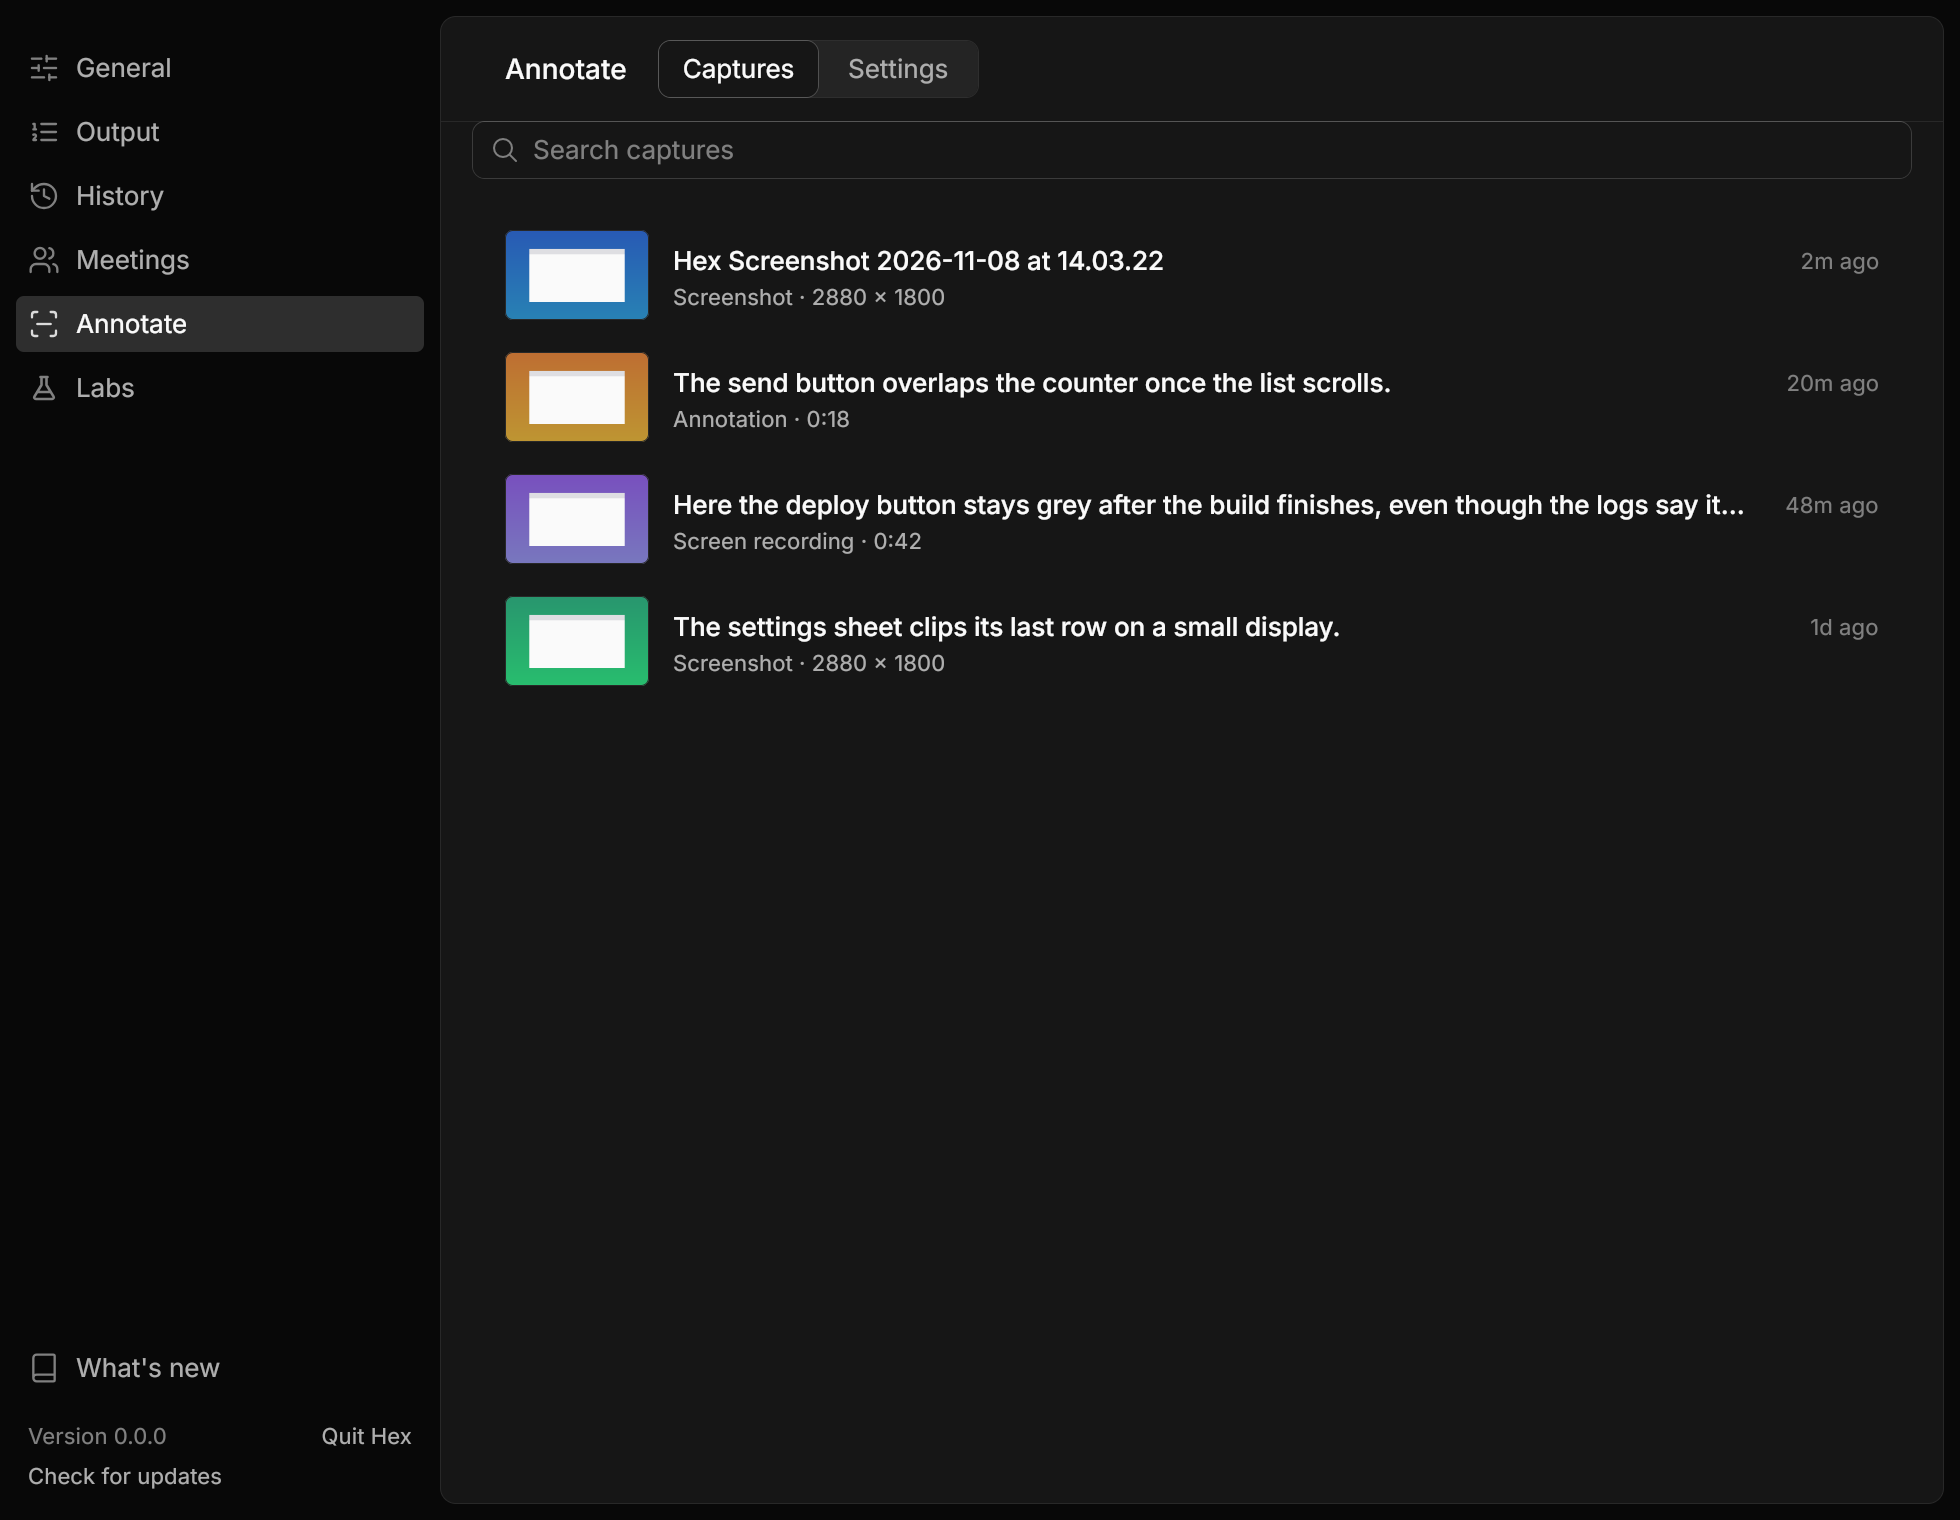 General
Output
History
Meetings
Annotate
Labs
What's new
Version 0.0.0
Quit Hex
Check for updates
Annotate
Captures
Settings
Search captures
Hex Screenshot 2026-11-08 at 14.03.22
2m ago
Screenshot · 2880 × 1800
The send button overlaps the counter once the list scrolls.
20m ago
Annotation · 0:18
Here the deploy button stays grey after the build finishes, even though the logs say it...
48m ago
Screen recording · 0:42
The settings sheet clips its last row on a small display.
1d ago
Screenshot · 2880 × 1800